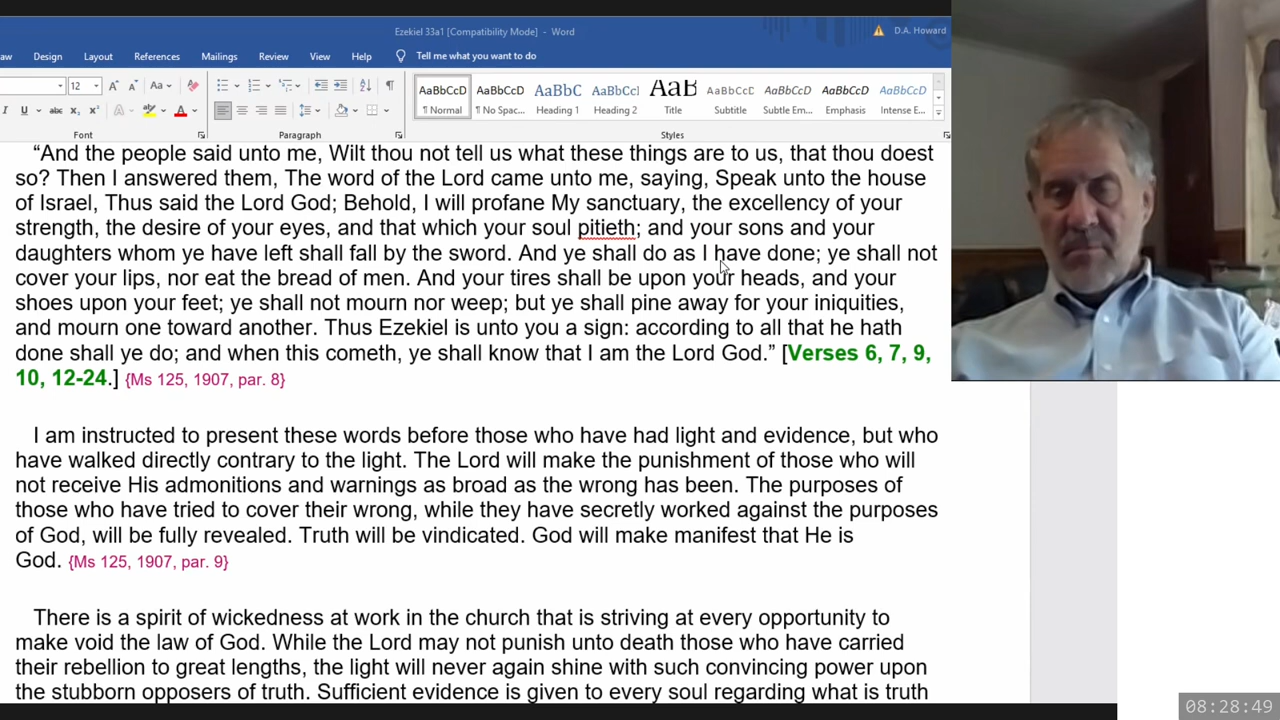 Ezekiel 33a1 [Compatibility Mode] - Word
D.A. Howard
aw Design Layout References Mailings Review View Help Tell me what you want to do
12
AaBbCcD AaBbCcD AaBbC AaBbCcI AaB AaBbCcD AaBbCcD AaBbCcD AaBbCcD
¶ Normal ¶ No Spac... Heading 1 Heading 2 Title Subtitle Subtle Em... Emphasis Intense E...
Font Paragraph Styles
“And the people said unto me, Wilt thou not tell us what these things are to us, that thou doest
so? Then I answered them, The word of the Lord came unto me, saying, Speak unto the house
of Israel, Thus said the Lord God; Behold, I will profane My sanctuary, the excellency of your
strength, the desire of your eyes, and that which your soul pitieth; and your sons and your
daughters whom ye have left shall fall by the sword. And ye shall do as I have done; ye shall not
cover your lips, nor eat the bread of men. And your tires shall be upon your heads, and your
shoes upon your feet; ye shall not mourn nor weep; but ye shall pine away for your iniquities,
and mourn one toward another. Thus Ezekiel is unto you a sign: according to all that he hath
done shall ye do; and when this cometh, ye shall know that I am the Lord God.” [Verses 6, 7, 9,
10, 12-24.] {Ms 125, 1907, par. 8}
I am instructed to present these words before those who have had light and evidence, but who
have walked directly contrary to the light. The Lord will make the punishment of those who will
not receive His admonitions and warnings as broad as the wrong has been. The purposes of
those who have tried to cover their wrong, while they have secretly worked against the purposes
of God, will be fully revealed. Truth will be vindicated. God will make manifest that He is
God. {Ms 125, 1907, par. 9}
There is a spirit of wickedness at work in the church that is striving at every opportunity to
make void the law of God. While the Lord may not punish unto death those who have carried
their rebellion to great lengths, the light will never again shine with such convincing power upon
the stubborn opposers of truth. Sufficient evidence is given to every soul regarding what is truth
08:28:49